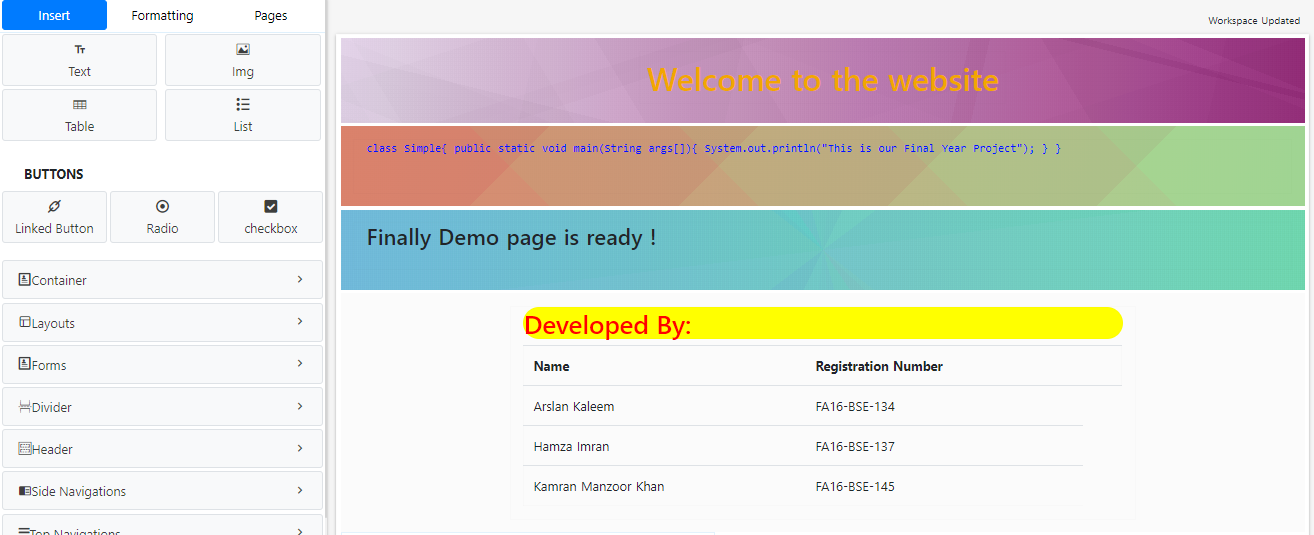 Insert Formatting Pages
Workspace Updated
Text Img
Table List
BUTTONS
Linked Button Radio checkbox
Container
Layouts
Forms
Divider
Header
Side Navigations
Top Navigations
Welcome to the website
class Simple{ public static void main(String args[]){ System.out.println("This is our Final Year Project"); } }
Finally Demo page is ready !
Developed By:
Name Registration Number
Arslan Kaleem FA16-BSE-134
Hamza Imran FA16-BSE-137
Kamran Manzoor Khan FA16-BSE-145